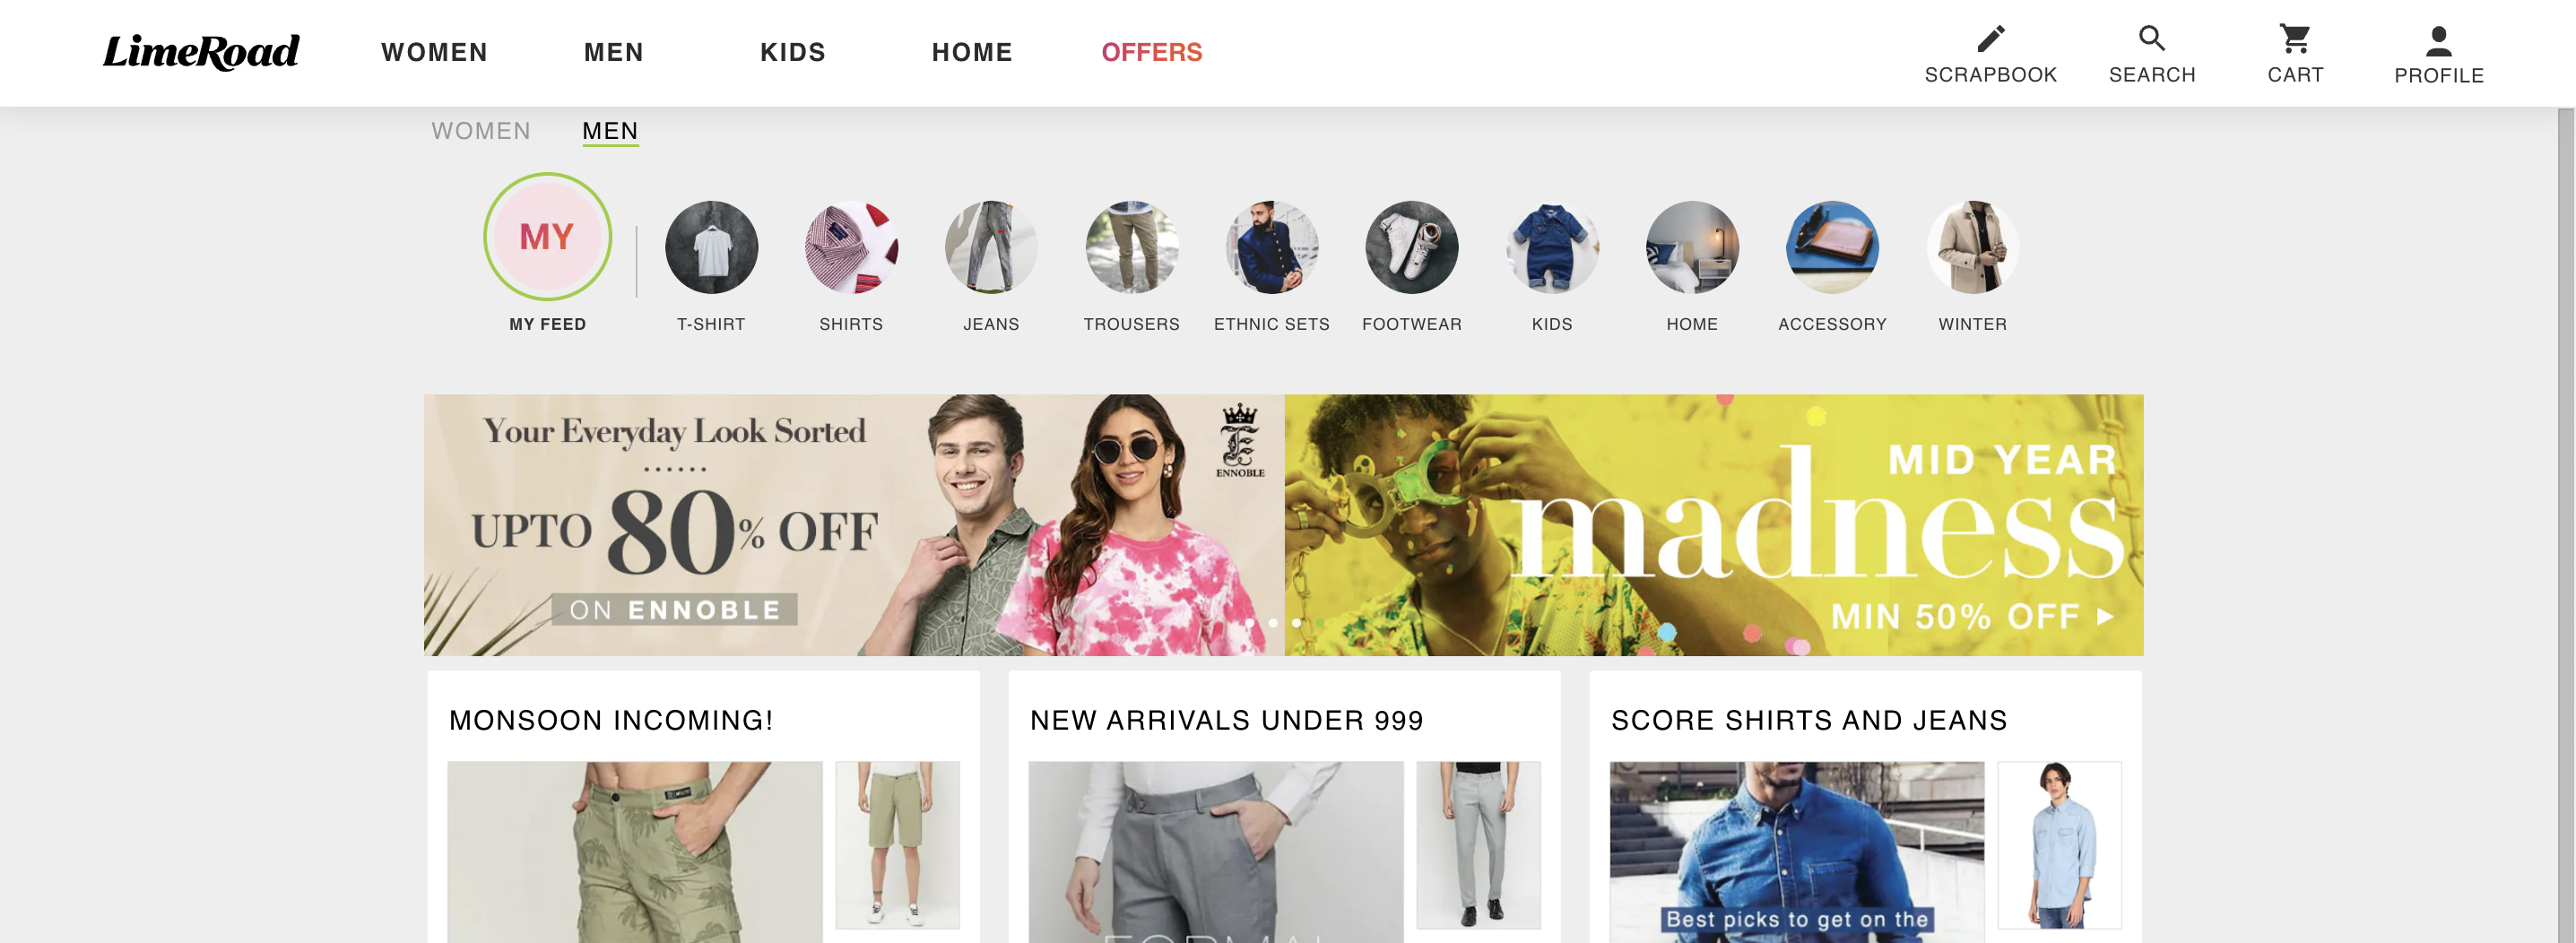 LimeRoad
WOMEN MEN KIDS HOME OFFERS
SCRAPBOOK SEARCH CART PROFILE
WOMEN MEN
MY
MY FEED T-SHIRT SHIRTS JEANS TROUSERS ETHNIC SETS FOOTWEAR KIDS HOME ACCESSORY WINTER
Your Everyday Look Sorted
UPTO 80% OFF
ON ENNOBLE
E
ENNOBLE
MID YEAR
madness
MIN 50% OFF
MONSOON INCOMING!
NEW ARRIVALS UNDER 999
FORMAL
SCORE SHIRTS AND JEANS
Best picks to get on the